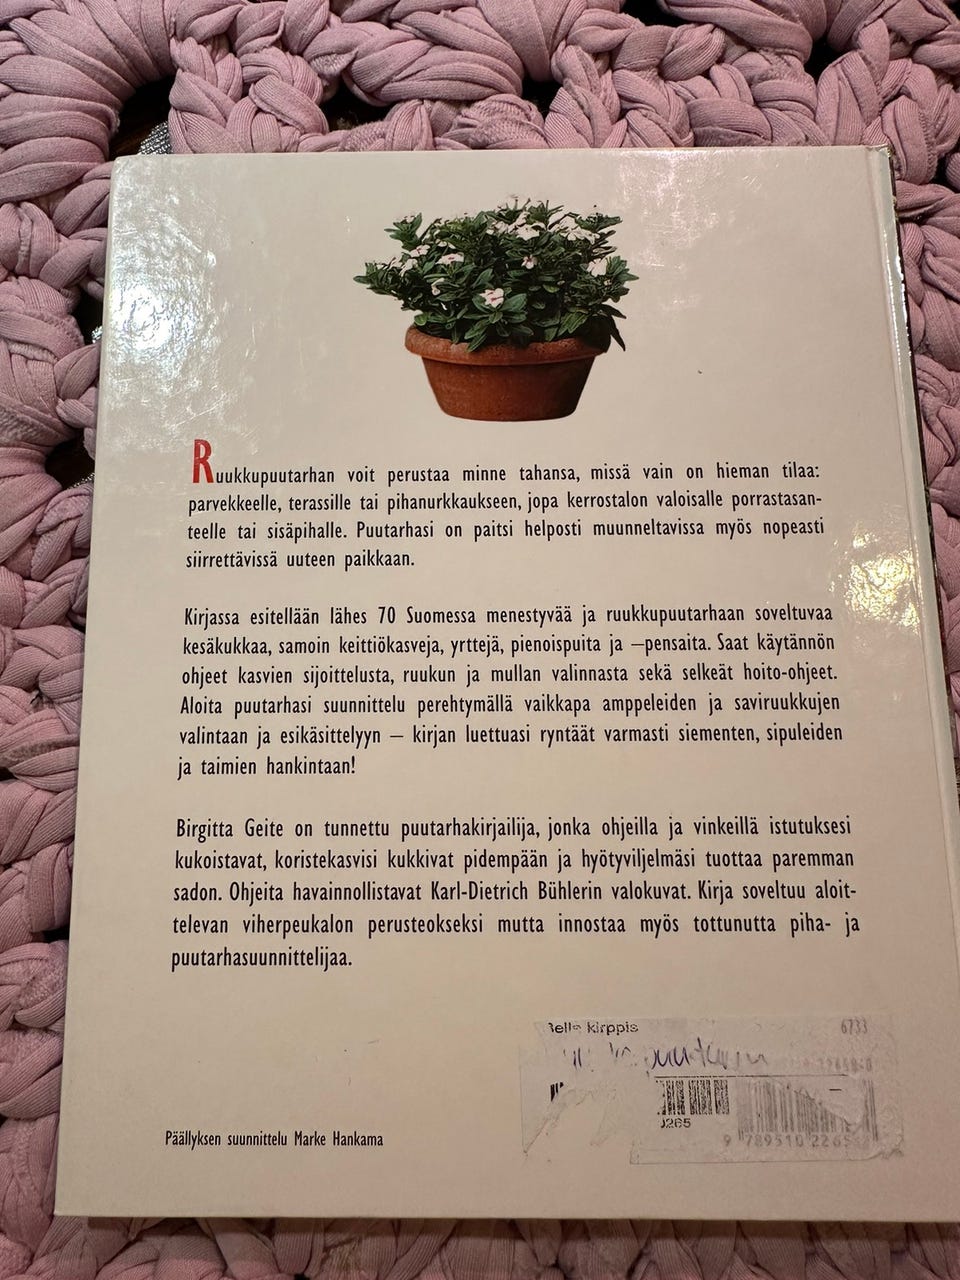 Ruukkupuutarhan voit perustaa minne tahansa, missä vain on hieman tilaa:
parvekkeelle, terassille tai pihanurkkaukseen, jopa kerrostalon valoisalle porrastasan-
teelle tai sisäpihalle. Puutarhasi on paitsi helposti muunneltavissa myös nopeasti
siirrettävissä uuteen paikkaan.
Kirjassa esitellään lähes 70 Suomessa menestyvää ja ruukkupuutarhaan soveltuvaa
kesäkukkaa, samoin keittiökasveja, yrttejä, pienoispuita ja –pensaita. Saat käytännön
ohjeet kasvien sijoittelusta, ruukun ja mullan valinnasta sekä selkeät hoito-ohjeet.
Aloita puutarhasi suunnittelu perehtymällä vaikkapa amppeleiden ja saviruukkujen
valintaan ja esikäsittelyyn – kirjan luettuasi ryntäät varmasti siementen, sipuleiden
ja taimien hankintaan!
Birgitta Geite on tunnettu puutarhakirjailija, jonka ohjeilla ja vinkeillä istutuksesi
kukoistavat, koristekasvisi kukkivat pidempään ja hyötyviljelmäsi tuottaa paremman
sadon. Ohjeita havainnollistavat Karl-Dietrich Bühlerin valokuvat. Kirja soveltuu aloit-
televan viherpeukalon perusteokseksi mutta innostaa myös tottunutta piha- ja
puutarhasuunnittelijaa.
kirppis 6733
Päällyksen suunnittelu Marke Hankama